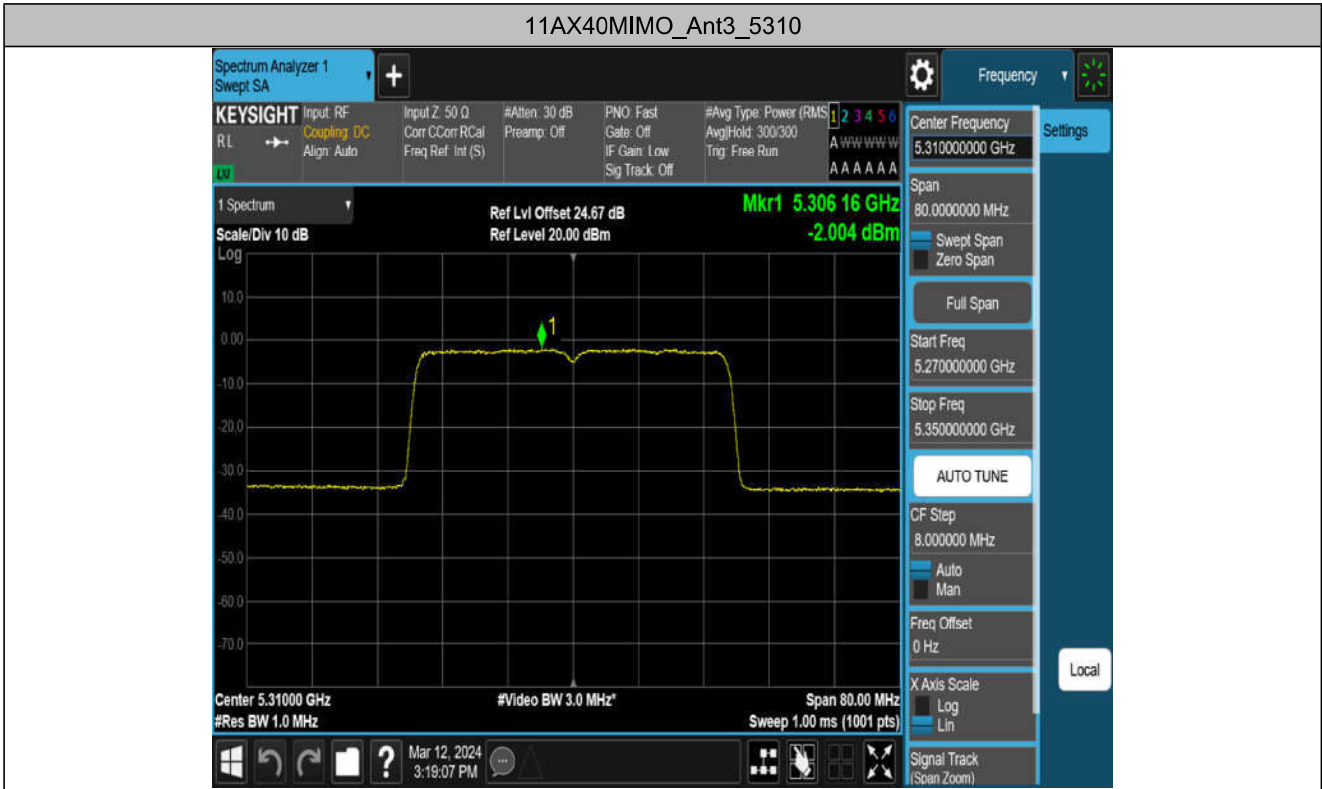 11AX40MIMO_Ant3_5310
Spectrum Analyzer 1
Swept SA
+
Frequency
KEYSIGHT
RL
LXI
Input: RF
Coupling: DC
Align: Auto
Input Z: 50 Ω
Corr CCorr RCal
Freq Ref: Int (S)
#Atten: 30 dB
Preamp: Off
PNO: Fast
Gate: Off
IF Gain: Low
Sig Track: Off
#Avg Type: Power (RMS
Avg|Hold: 300/300
Trig: Free Run
1 2 3 4 5 6
A W W W W W
A A A A A A
1 Spectrum
Scale/Div 10 dB
Log
Ref Lvl Offset 24.67 dB
Ref Level 20.00 dBm
Mkr1 5.306 16 GHz
-2.004 dBm
10.0
0.00
-10.0
-20.0
-30.0
-40.0
-50.0
-60.0
-70.0
1
Center 5.31000 GHz
#Video BW 3.0 MHz*
Span 80.00 MHz
#Res BW 1.0 MHz
Sweep 1.00 ms (1001 pts)
Mar 12, 2024
3:19:07 PM
Center Frequency
5.310000000 GHz
Settings
Span
80.0000000 MHz
Swept Span
Zero Span
Full Span
Start Freq
5.270000000 GHz
Stop Freq
5.350000000 GHz
AUTO TUNE
CF Step
8.000000 MHz
Auto
Man
Freq Offset
0 Hz
X Axis Scale
Log
Lin
Local
Signal Track
(Span Zoom)